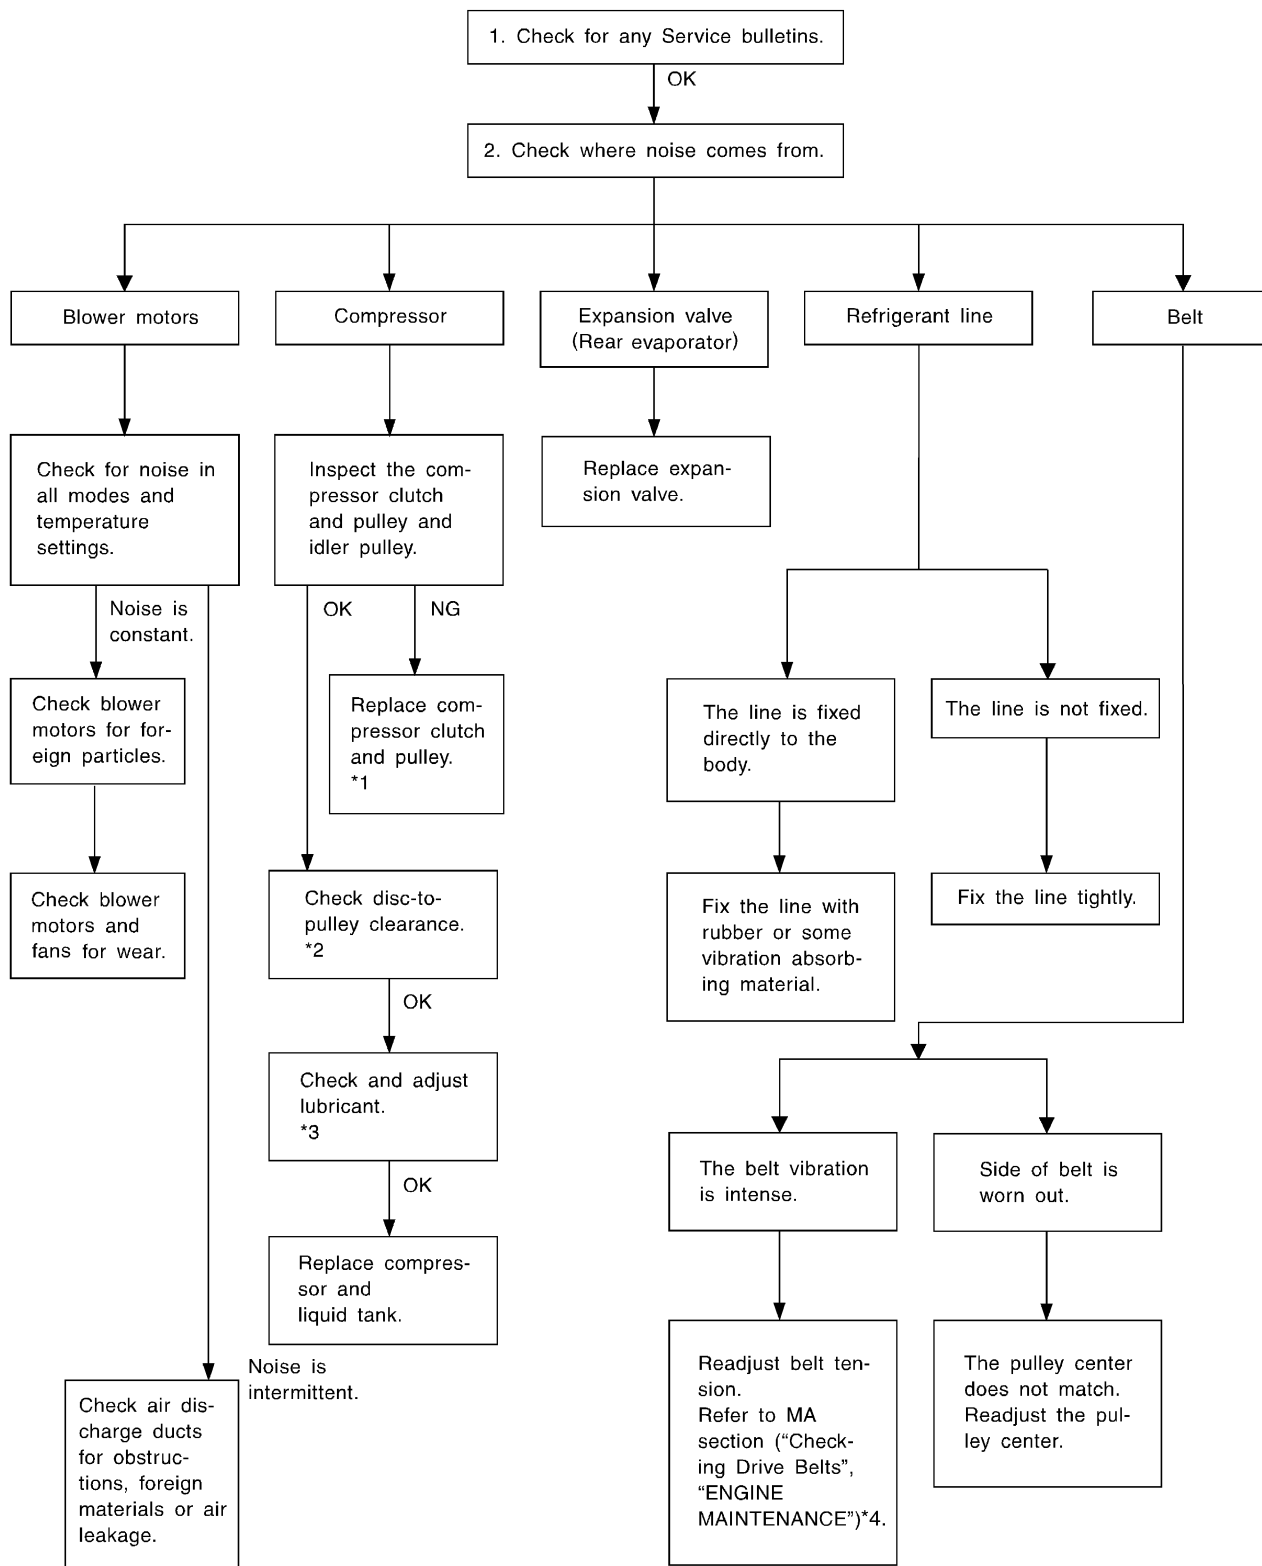 1. Check for any Service bulletins.
OK
2. Check where noise comes from.
Blower motors
Compressor
Expansion valve
(Rear evaporator)
Refrigerant line
Belt
Check for noise in
all modes and
temperature
settings.
Inspect the com-
pressor clutch
and pulley and
idler pulley.
Replace expan-
sion valve.
Noise is
constant.
OK
NG
Check blower
motors for for-
eign particles.
Replace com-
pressor clutch
and pulley.
*1
The line is fixed
directly to the
body.
The line is not fixed.
Check blower
motors and
fans for wear.
Check disc-to-
pulley clearance.
*2
Fix the line with
rubber or some
vibration absorb-
ing material.
Fix the line tightly.
OK
Check and adjust
lubricant.
*3
OK
The belt vibration
is intense.
Side of belt is
worn out.
Replace compres-
sor and
liquid tank.
Noise is
intermittent.
Check air dis-
charge ducts
for obstruc-
tions, foreign
materials or air
leakage.
Readjust belt ten-
sion.
Refer to MA
section (“Check-
ing Drive Belts”,
“ENGINE
MAINTENANCE”)*4.
The pulley center
does not match.
Readjust the pul-
ley center.